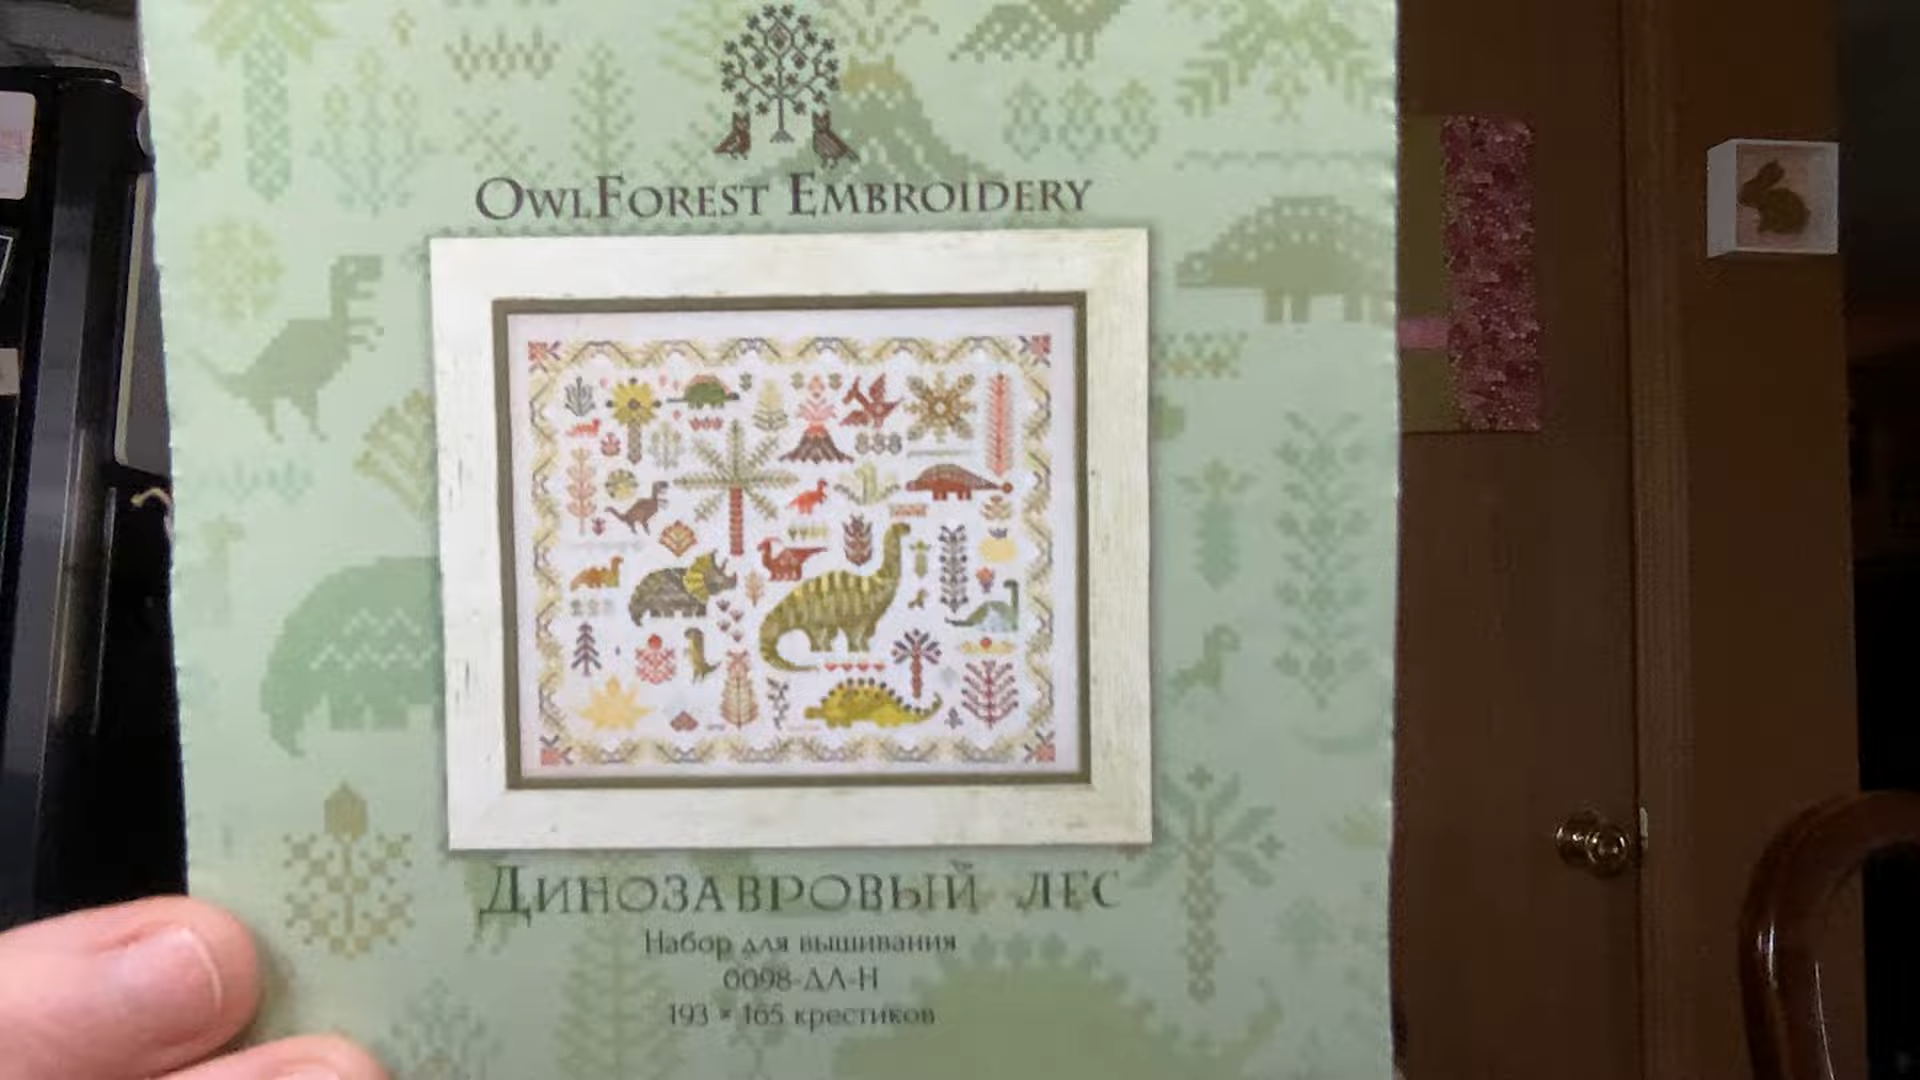 OWLFOREST EMBROIDERY
ДИНОЗАВРОВЫЙ ЛЕС
Набор для вышивания
0098-ДЛ-Н
193 × 165 крестиков